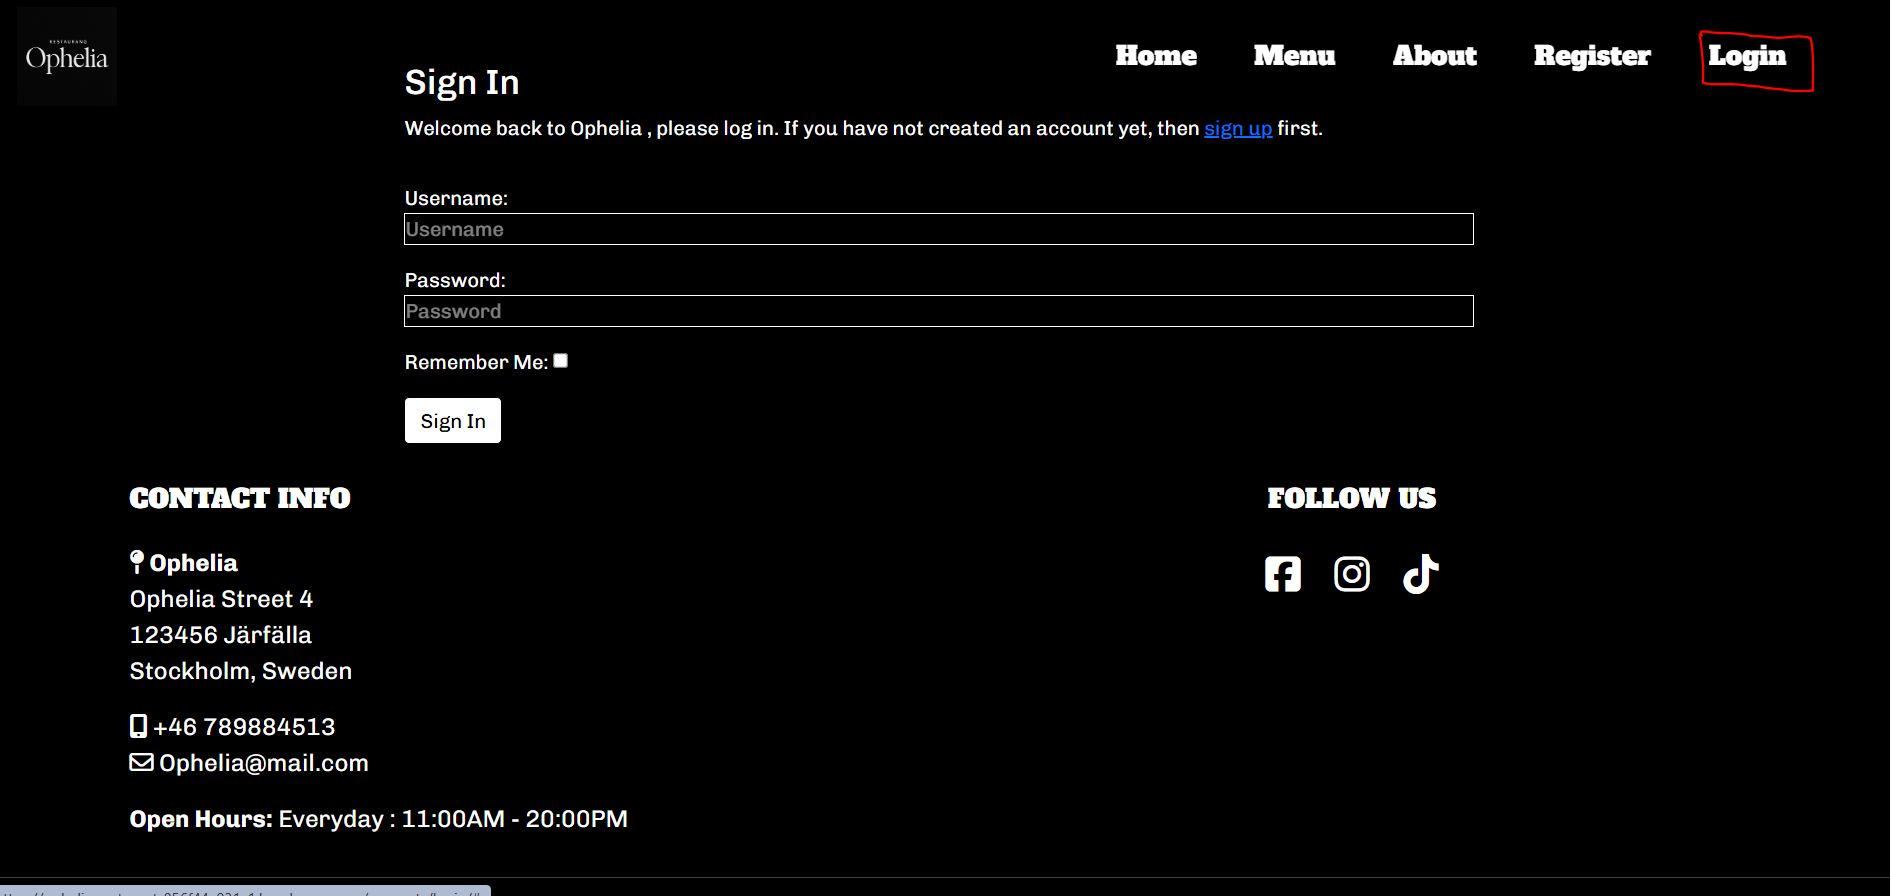 RESTAURANG
Ophelia
Home Menu About Register Login
Sign In
Welcome back to Ophelia , please log in. If you have not created an account yet, then sign up first.
Username:
Username
Password:
Password
Remember Me:
Sign In
CONTACT INFO
Ophelia
Ophelia Street 4
123456 Järfälla
Stockholm, Sweden
+46 789884513
Ophelia@mail.com
Open Hours: Everyday : 11:00AM - 20:00PM
FOLLOW US